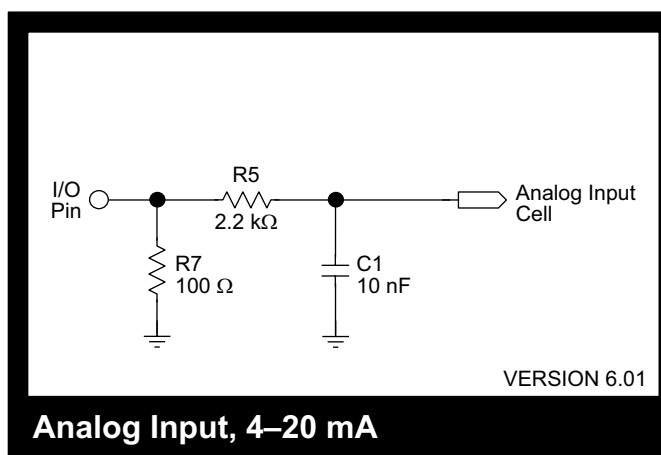 R5
I/O
Pin
2.2 kΩ
Analog Input
Cell
R7
100 Ω
C1
10 nF
VERSION 6.01
Analog Input, 4–20 mA